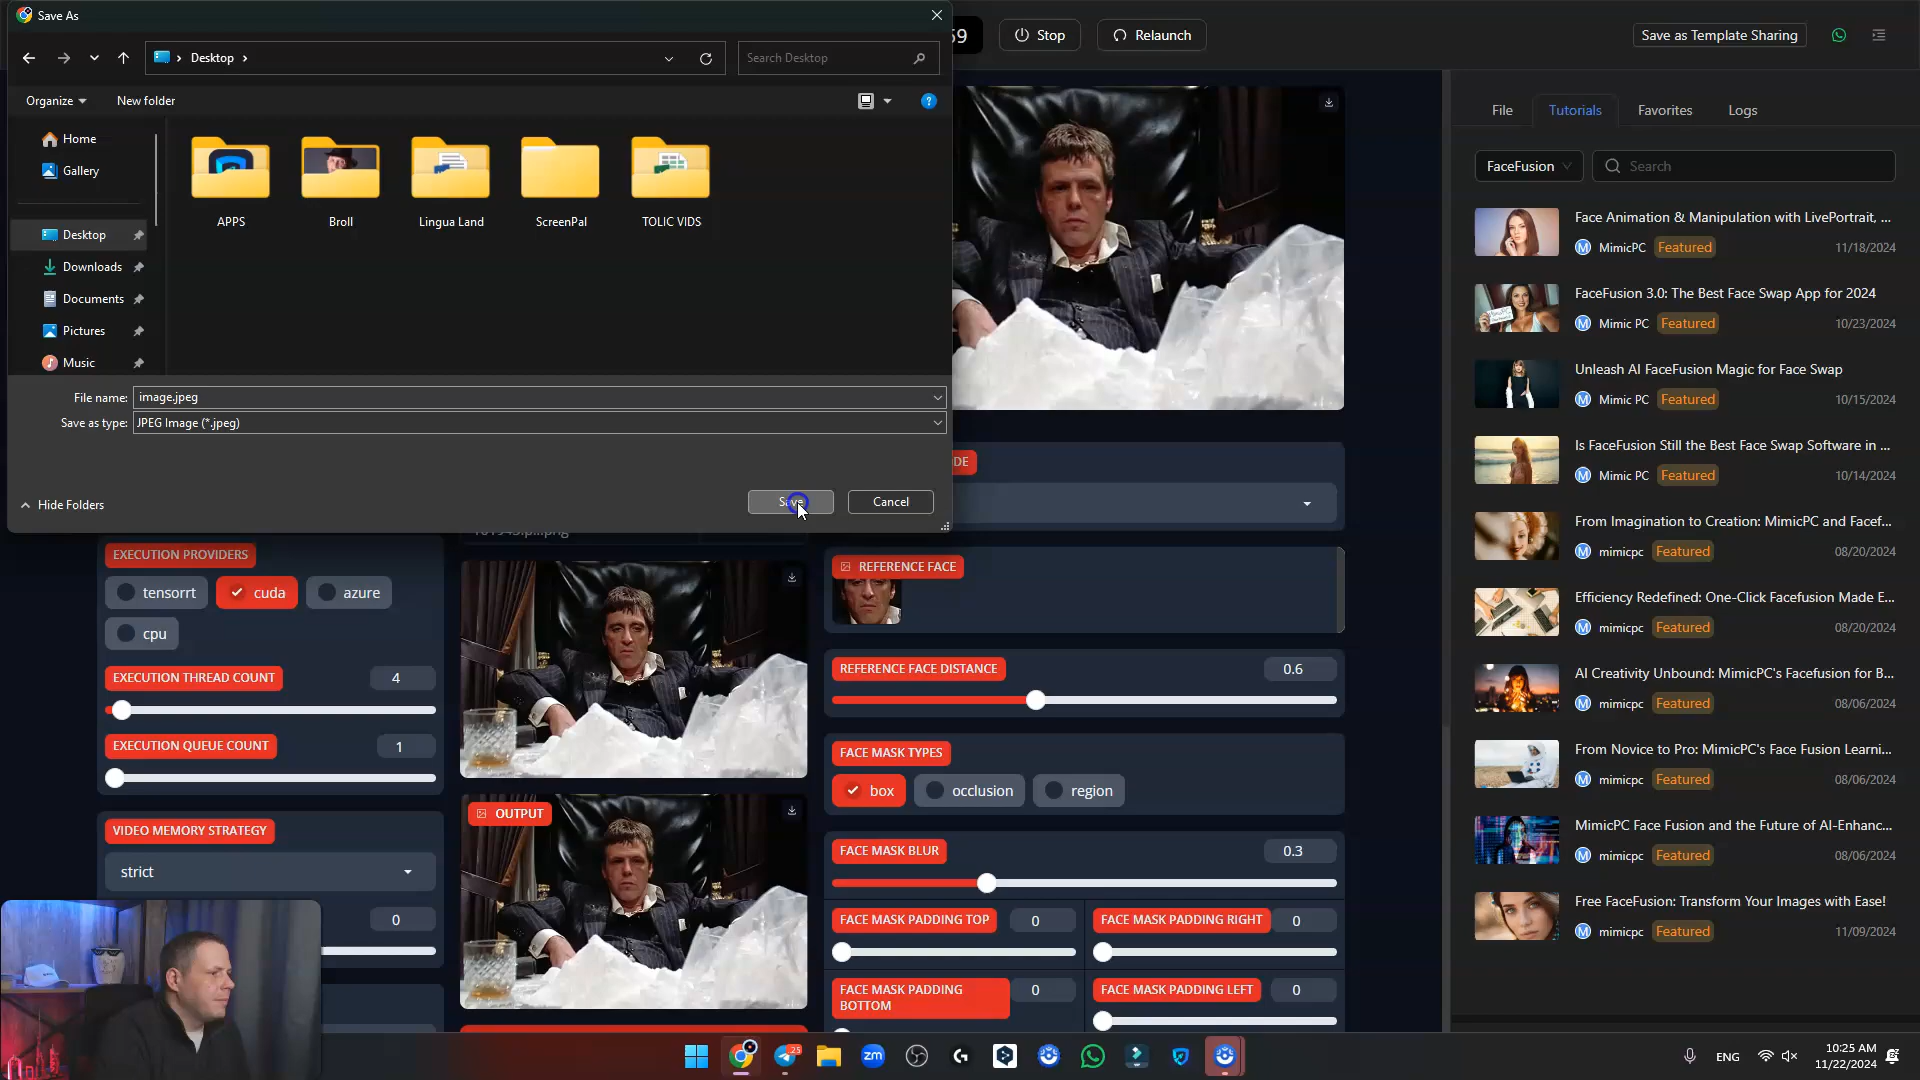 Save As
59
Stop
Relaunch
Save as Template Sharing
Desktop
Search Desktop
Organize
New folder
Home
Gallery
Desktop
Downloads
Documents
Pictures
Music
APPS
Broll
Lingua Land
ScreenPal
TOLIC VIDS
File name:
image.jpeg
Save as type:
JPEG Image (*.jpeg)
Hide Folders
Save
Cancel
File
Tutorials
Favorites
Logs
FaceFusion
Search
Face Animation & Manipulation with LivePortrait, ...
MimicPC
Featured
11/18/2024
FaceFusion 3.0: The Best Face Swap App for 2024
Mimic PC
Featured
10/23/2024
Unleash AI FaceFusion Magic for Face Swap
Mimic PC
Featured
10/15/2024
Is FaceFusion Still the Best Face Swap Software in ...
Mimic PC
Featured
10/14/2024
From Imagination to Creation: MimicPC and Facef...
mimicpc
Featured
08/20/2024
Efficiency Redefined: One-Click Facefusion Made E...
mimicpc
Featured
08/20/2024
AI Creativity Unbound: MimicPC's Facefusion for B...
mimicpc
Featured
08/06/2024
From Novice to Pro: MimicPC's Face Fusion Learni...
mimicpc
Featured
08/06/2024
MimicPC Face Fusion and the Future of AI-Enhanc...
mimicpc
Featured
08/06/2024
Free FaceFusion: Transform Your Images with Ease!
mimicpc
Featured
11/09/2024
EXECUTION PROVIDERS
tensorrt
cuda
azure
cpu
EXECUTION THREAD COUNT
4
EXECUTION QUEUE COUNT
1
VIDEO MEMORY STRATEGY
strict
0
OUTPUT
DE
REFERENCE FACE
REFERENCE FACE DISTANCE
0.6
FACE MASK TYPES
box
occlusion
region
FACE MASK BLUR
0.3
FACE MASK PADDING TOP
0
FACE MASK PADDING RIGHT
0
FACE MASK PADDING
BOTTOM
0
FACE MASK PADDING LEFT
0
25
zm
ENG
10:25 AM
11/22/2024